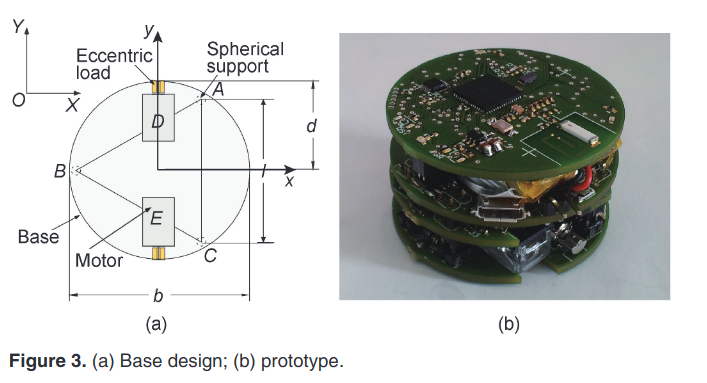 Y
y
Eccentric
load
Spherical
support
A
O
X
D
d
B
l
x
E
Base
Motor
C
b
(a)
(b)
Figure 3. (a) Base design; (b) prototype.